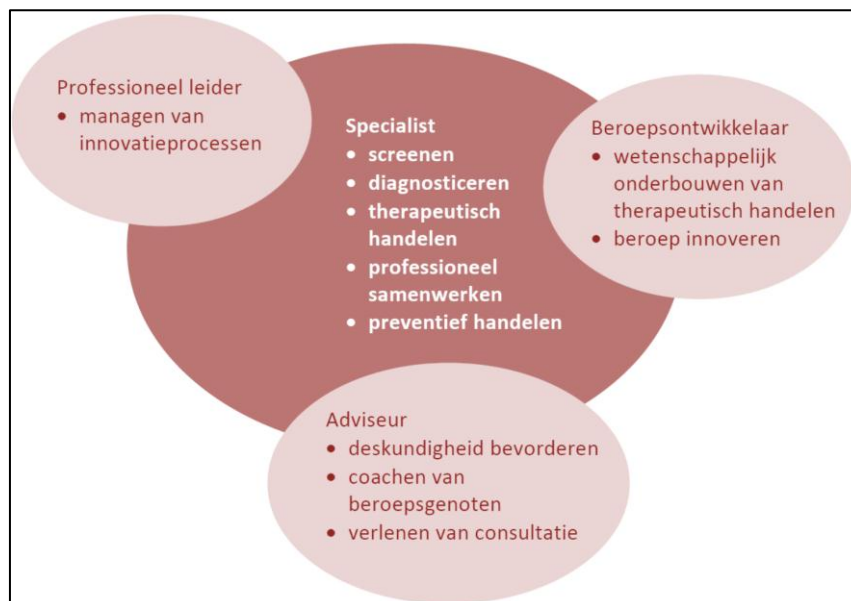 Professioneel leider
• managen van
innovatieprocessen
Specialist
• screenen
• diagnosticeren
• therapeutisch
handelen
• professioneel
samenwerken
• preventief handelen
Beroepsontwikkelaar
• wetenschappelijk
onderbouwen van
therapeutisch handelen
• beroep innoveren
Adviseur
• deskundigheid bevorderen
• coachen van
beroepsgenoten
• verlenen van consultatie